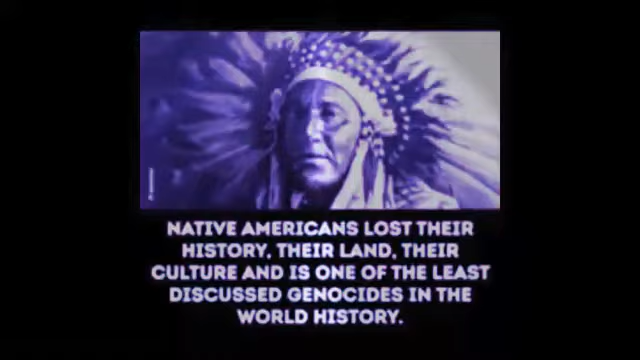 NATIVE AMERICANS LOST THEIR
HISTORY, THEIR LAND, THEIR
CULTURE AND IS ONE OF THE LEAST
DISCUSSED GENOCIDES IN THE
WORLD HISTORY.